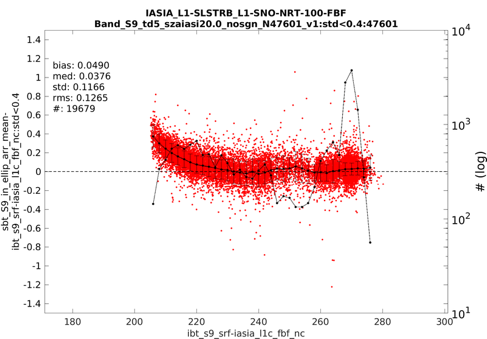 IASIA_L1-SLSTRB_L1-SNO-NRT-100-FBF
Band_S9_td5_szaiasi20.0_nosgn_N47601_v1:std<0.4:47601
bias: 0.0490
med: 0.0376
std: 0.1166
rms: 0.1265
#: 19679
1.4
1.2
1
0.8
0.6
0.4
0.2
0
-0.2
-0.4
-0.6
-0.8
-1
-1.2
-1.4
sbt_S9_in_ellip_ari_mean-
ibt_s9_srf-iasia_l1c_fbf_nc:std<0.4
180
200
220
240
260
280
300
ibt_s9_srf-iasia_l1c_fbf_nc
10^4
10^3
10^2
10^1
# (log)